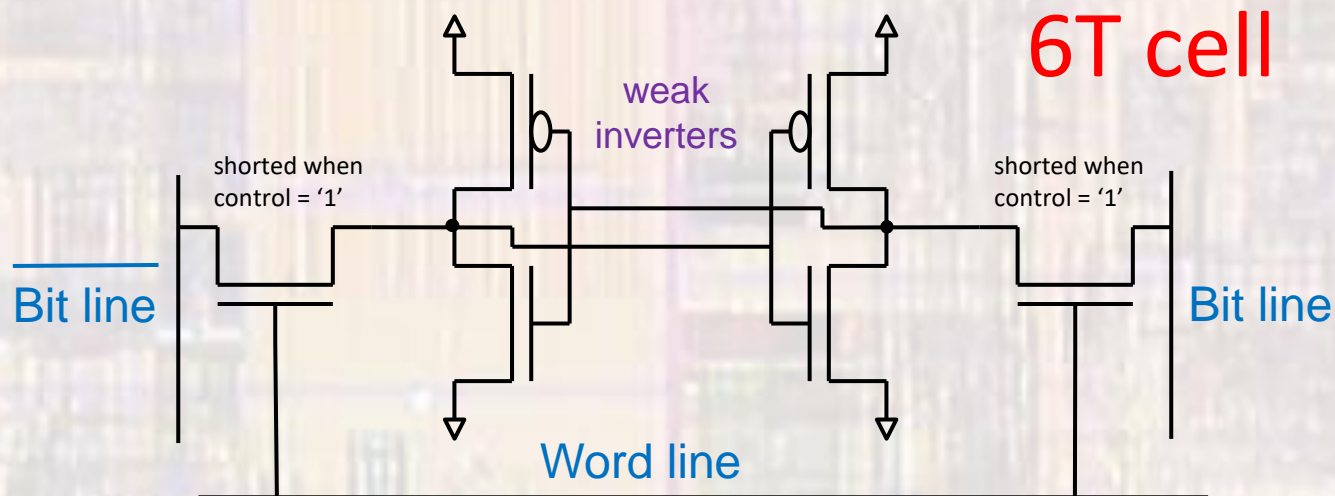 6T cell
weak
inverters
shorted when
control = ‘1’
shorted when
control = ‘1’
Bit line
Bit line
Word line